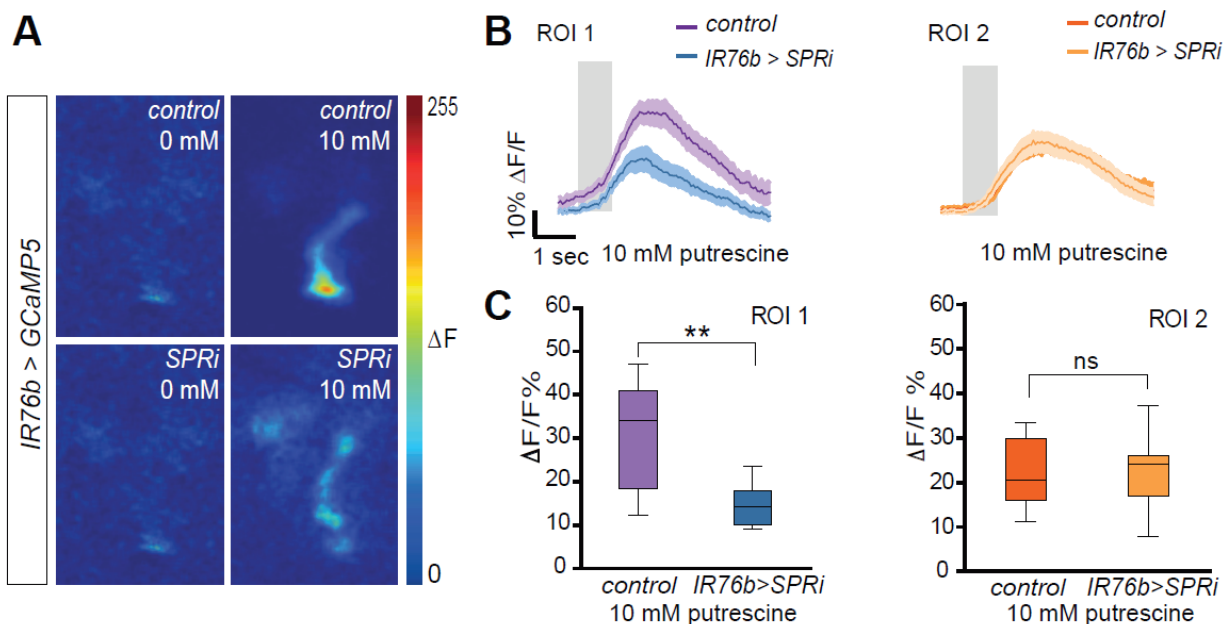 A
IR76b > GCaMP5
control
0 mM
control
10 mM
SPRi
0 mM
SPRi
10 mM
255
ΔF
0
B
ROI 1
control
IR76b > SPRi
10% ΔF/F
1 sec
10 mM putrescine
ROI 2
control
IR76b > SPRi
10 mM putrescine
C
ROI 1
ΔF/F%
60
50
40
30
20
10
0
**
control
IR76b>SPRi
10 mM putrescine
ROI 2
ΔF/F %
60
50
40
30
20
10
0
ns
control
IR76b>SPRi
10 mM putrescine